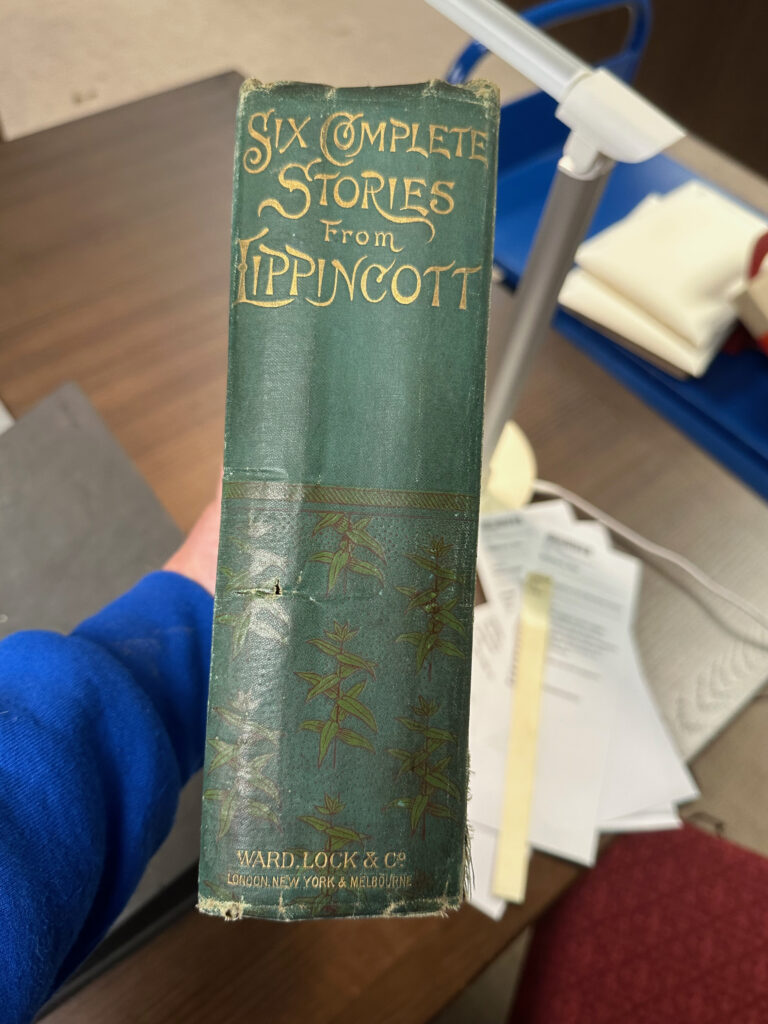 SIX COMPLETE
STORIES
FROM
LIPPINCOTT
WARD, LOCK & Co
LONDON, NEW YORK & MELBOURNE